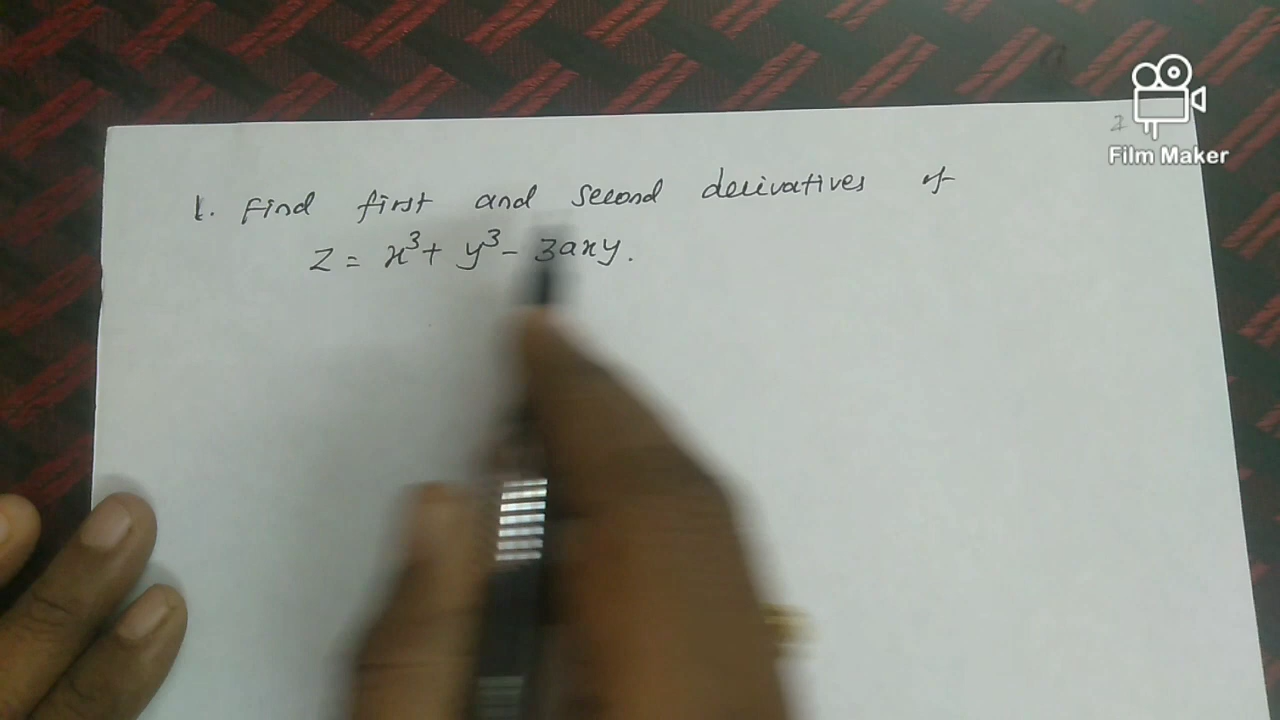 1. Find first and second derivatives of
z = x³ + y³ - 3axy.
Film Maker